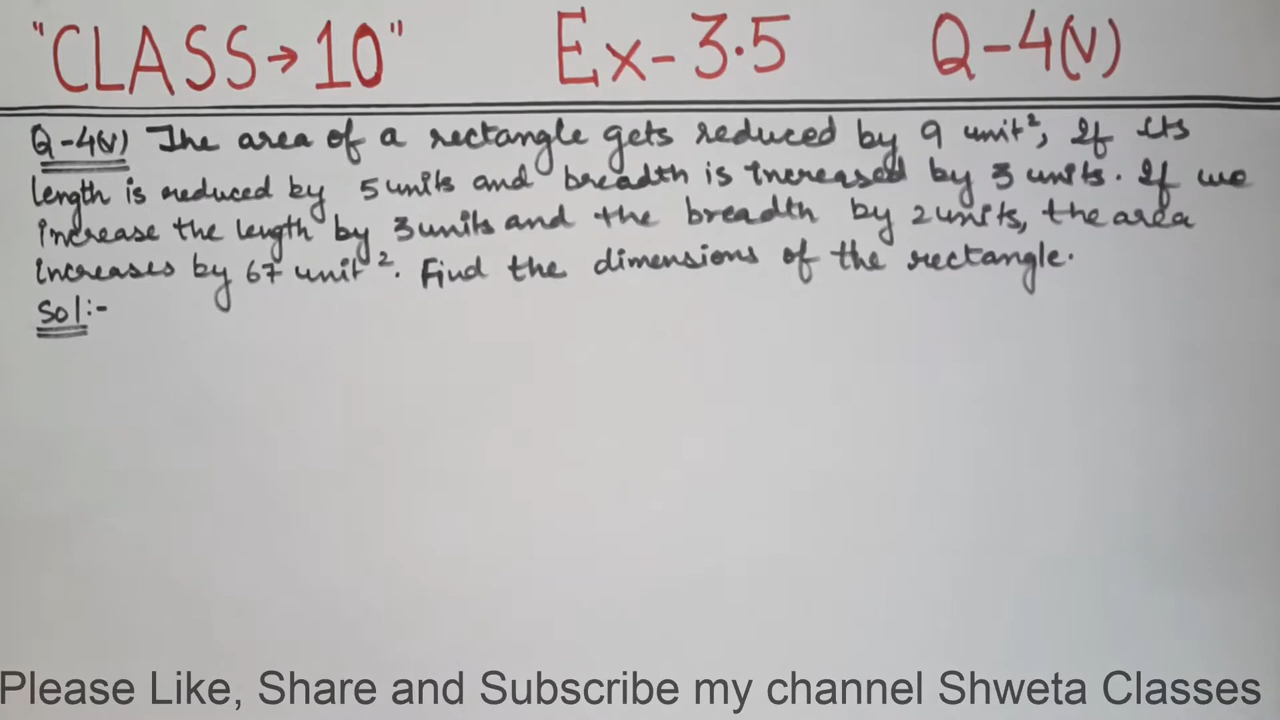 "CLASS→10" Ex-3.5 Q-4(v)
Q-4(v) The area of a rectangle gets reduced by 9 unit², If its
length is reduced by 5 units and breadth is increased by 3 units. If we
increase the length by 3 units and the breadth by 2 units, the area
increases by 67 unit². Find the dimensions of the rectangle.
Sol:-
Please Like, Share and Subscribe my channel Shweta Classes